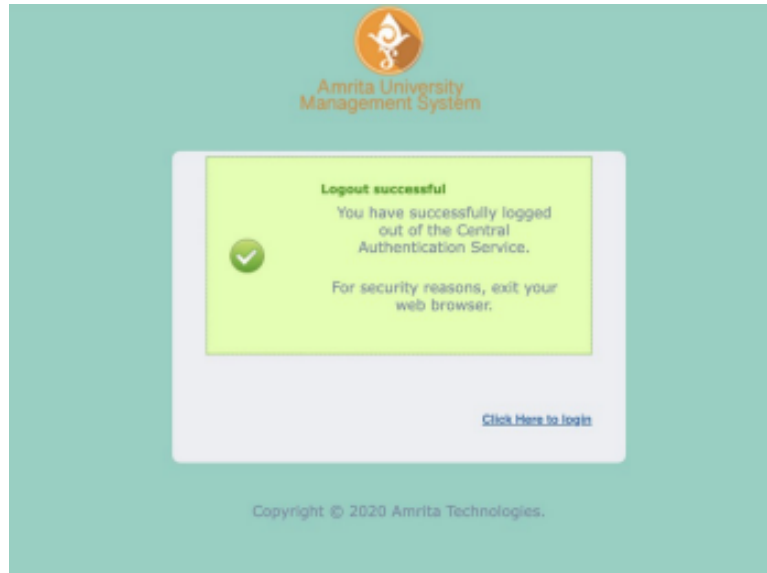 Amrita University
Management System
Logout successful
You have successfully logged
out of the Central
Authentication Service.
For security reasons, exit your
web browser.
Click Here to login
Copyright © 2020 Amrita Technologies.